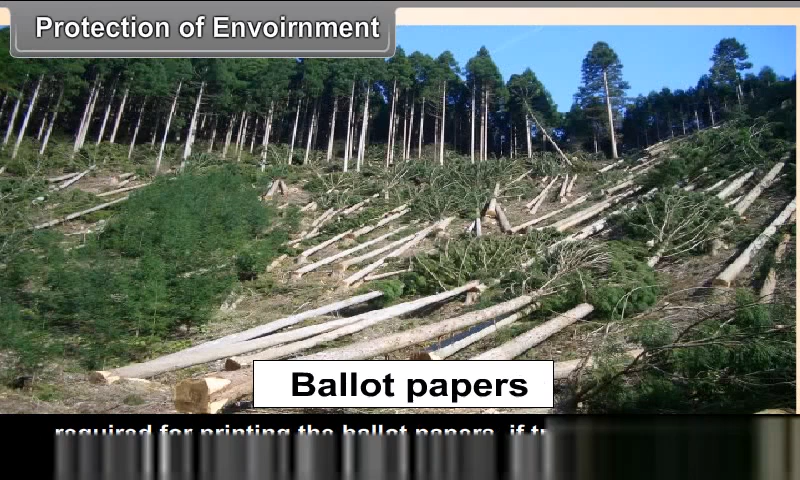 Protection of Envoirnment
Ballot papers
required for printing the ballot papers, if